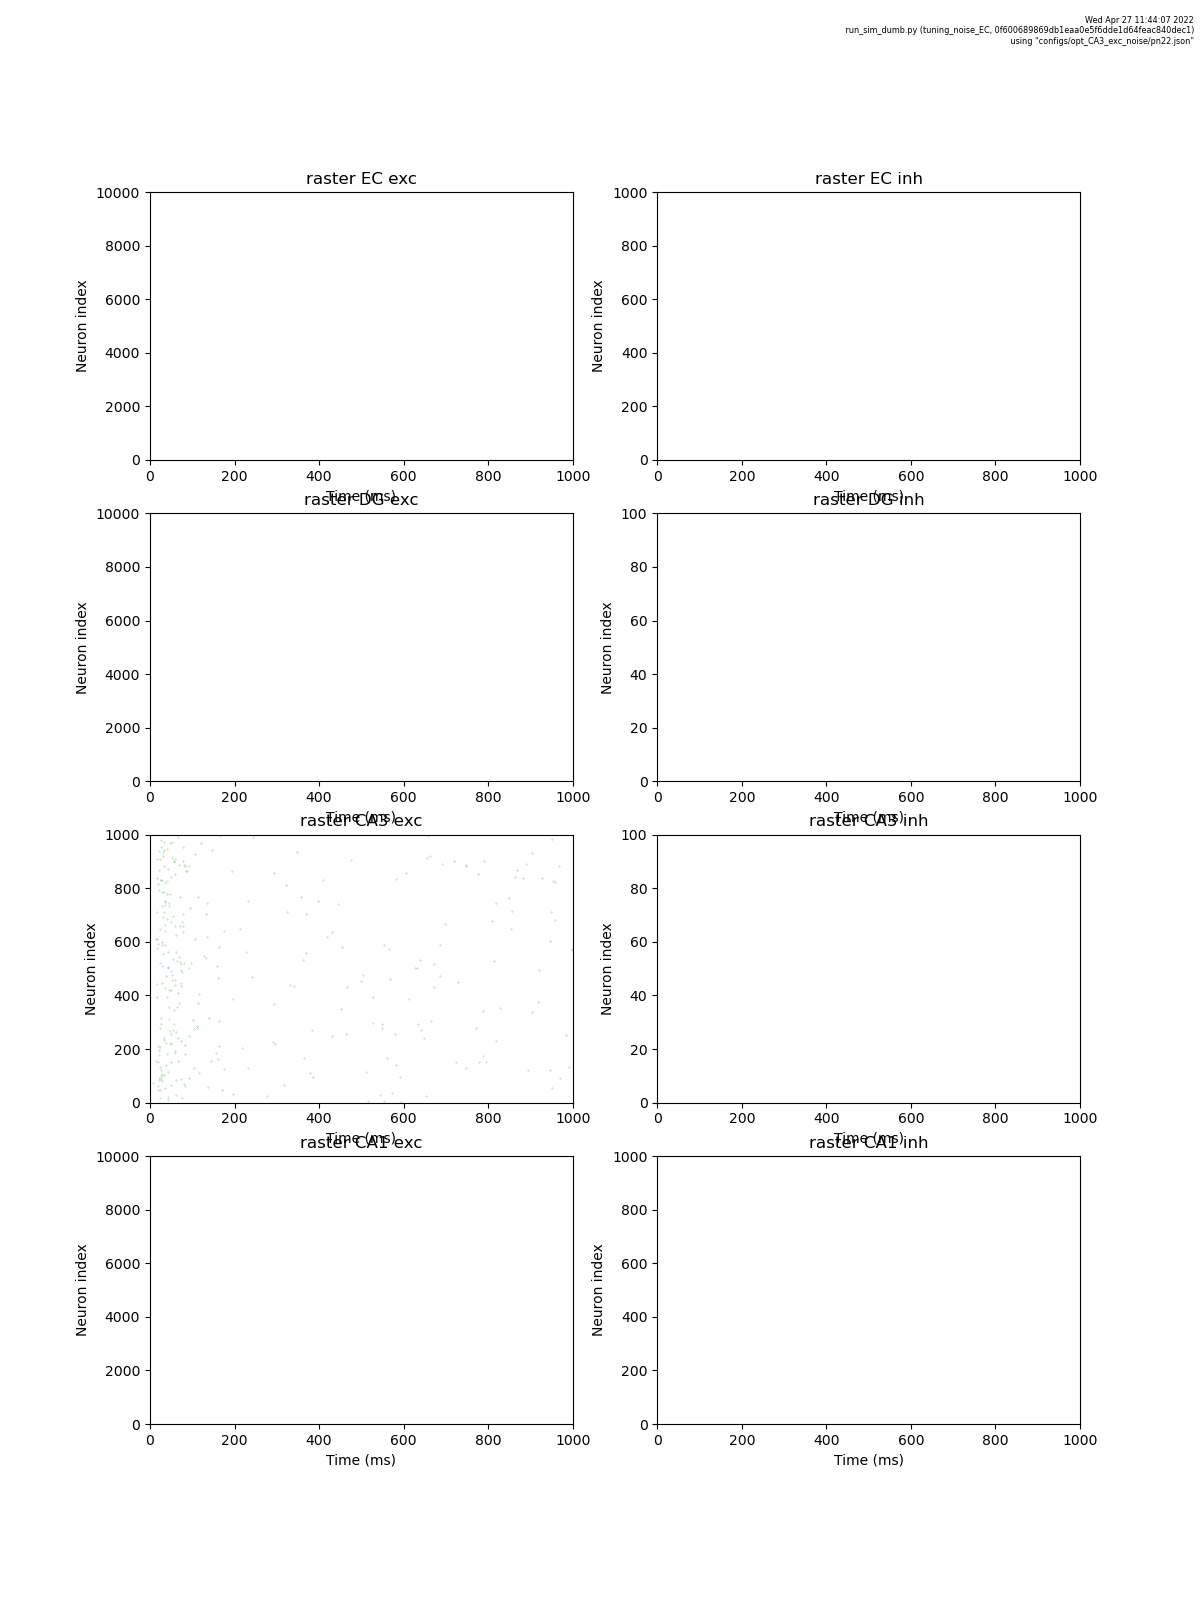 Wed Apr 27 11:44:07 2022
run_sim_dumb.py (tuning_noise_EC, 0f600689869db1eaa0e5f6dde1d64feac840dec1)
using "configs/opt_CA3_exc_noise/pn22.json"
raster EC exc
10000
8000
6000
4000
2000
0
Neuron index
0 200 400 600 800 1000
Time (ms)
raster EC inh
1000
800
600
400
200
0
Neuron index
0 200 400 600 800 1000
Time (ms)
raster DG exc
10000
8000
6000
4000
2000
0
Neuron index
0 200 400 600 800 1000
Time (ms)
raster DG inh
100
80
60
40
20
0
Neuron index
0 200 400 600 800 1000
Time (ms)
raster CA3 exc
1000
800
600
400
200
0
Neuron index
0 200 400 600 800 1000
Time (ms)
raster CA3 inh
100
80
60
40
20
0
Neuron index
0 200 400 600 800 1000
Time (ms)
raster CA1 exc
10000
8000
6000
4000
2000
0
Neuron index
0 200 400 600 800 1000
Time (ms)
raster CA1 inh
1000
800
600
400
200
0
Neuron index
0 200 400 600 800 1000
Time (ms)